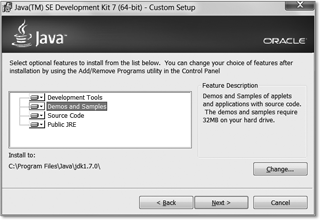 Java(TM) SE Development Kit 7 (64-bit) - Custom Setup
Java™
ORACLE
Select optional features to install from the list below. You can change your choice of features after
installation by using the Add/Remove Programs utility in the Control Panel
Development Tools
Demos and Samples
Source Code
Public JRE
Feature Description
Demos and Samples of applets
and applications with source code.
The demos and samples require
32MB on your hard drive.
Install to:
C:\Program Files\Java\jdk1.7.0\
Change...
< Back
Next >
Cancel